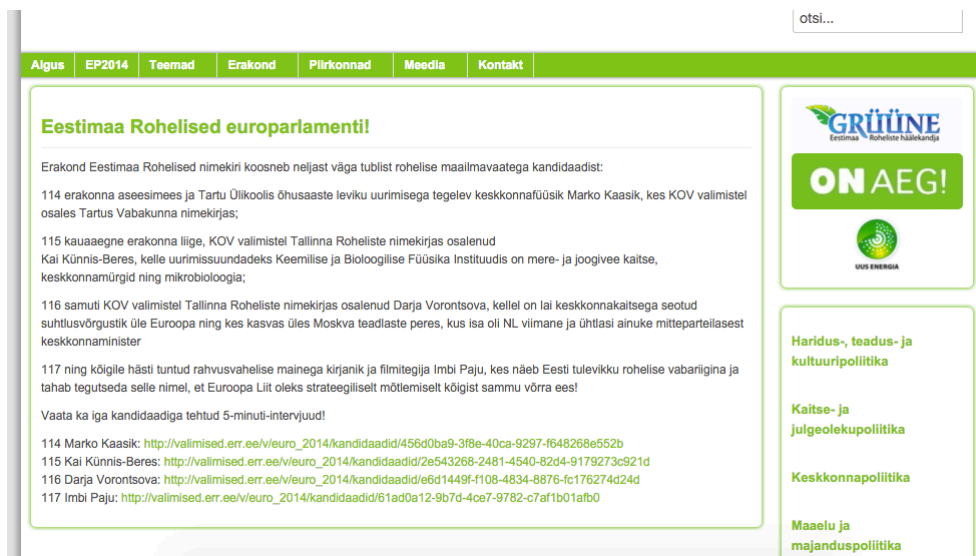 otsi...
Algus EP2014 Teemad Erakond Piirkonnad Meedia Kontakt
Eestimaa Rohelised europarlamenti!
Erakond Eestimaa Rohelised nimekiri koosneb neljast väga tublist rohelise maailmavaatega kandidaadist:
114 erakonna aseesimees ja Tartu Ülikoolis õhusaaste leviku uurimisega tegelev keskkonnafüüsik Marko Kaasik, kes KOV valimistel
osales Tartus Vabakunna nimekirjas;
115 kauaaegne erakonna liige, KOV valimistel Tallinna Roheliste nimekirjas osalenud
Kai Künnis-Beres, kelle uurimissuundadeks Keemilise ja Bioloogilise Füüsika Instituudis on mere- ja joogivee kaitse,
keskkonnamürgid ning mikrobioloogia;
116 samuti KOV valimistel Tallinna Roheliste nimekirjas osalenud Darja Vorontsova, kellel on lai keskkonnakaitsega seotud
suhtlusvõrgustik üle Euroopa ning kes kasvas üles Moskva teadlaste peres, kus isa oli NL viimane ja ühtlasi ainuke mitteparteilasest
keskkonnaminister
117 ning kõigile hästi tuntud rahvusvahelise mainega kirjanik ja filmitegija Imbi Paju, kes näeb Eesti tulevikku rohelise vabariigina ja
tahab tegutseda selle nimel, et Euroopa Liit oleks strateegiliselt mõtlemiselt kõigist sammu võrra ees!
Vaata ka iga kandidaadiga tehtud 5-minuti-intervjuud!
114 Marko Kaasik: http://valimised.err.ee/v/euro_2014/kandidaadid/456d0ba9-3f8e-40ca-9297-f648268e552b
115 Kai Künnis-Beres: http://valimised.err.ee/v/euro_2014/kandidaadid/2e543268-2481-4540-82d4-9179273c921d
116 Darja Vorontsova: http://valimised.err.ee/v/euro_2014/kandidaadid/e6d1449f-f108-4834-8876-fc176274d24d
117 Imbi Paju: http://valimised.err.ee/v/euro_2014/kandidaadid/61ad0a12-9b7d-4ce7-9782-c7af1b01afb0
GRÜÜNE
Eestimaa Roheliste häälekandja
ON AEG!
UUS ENERGIA
Haridus-, teadus- ja
kultuuripoliitika
Kaitse- ja
julgeolekupoliitika
Keskkonnapoliitika
Maaelu ja
majanduspoliitika